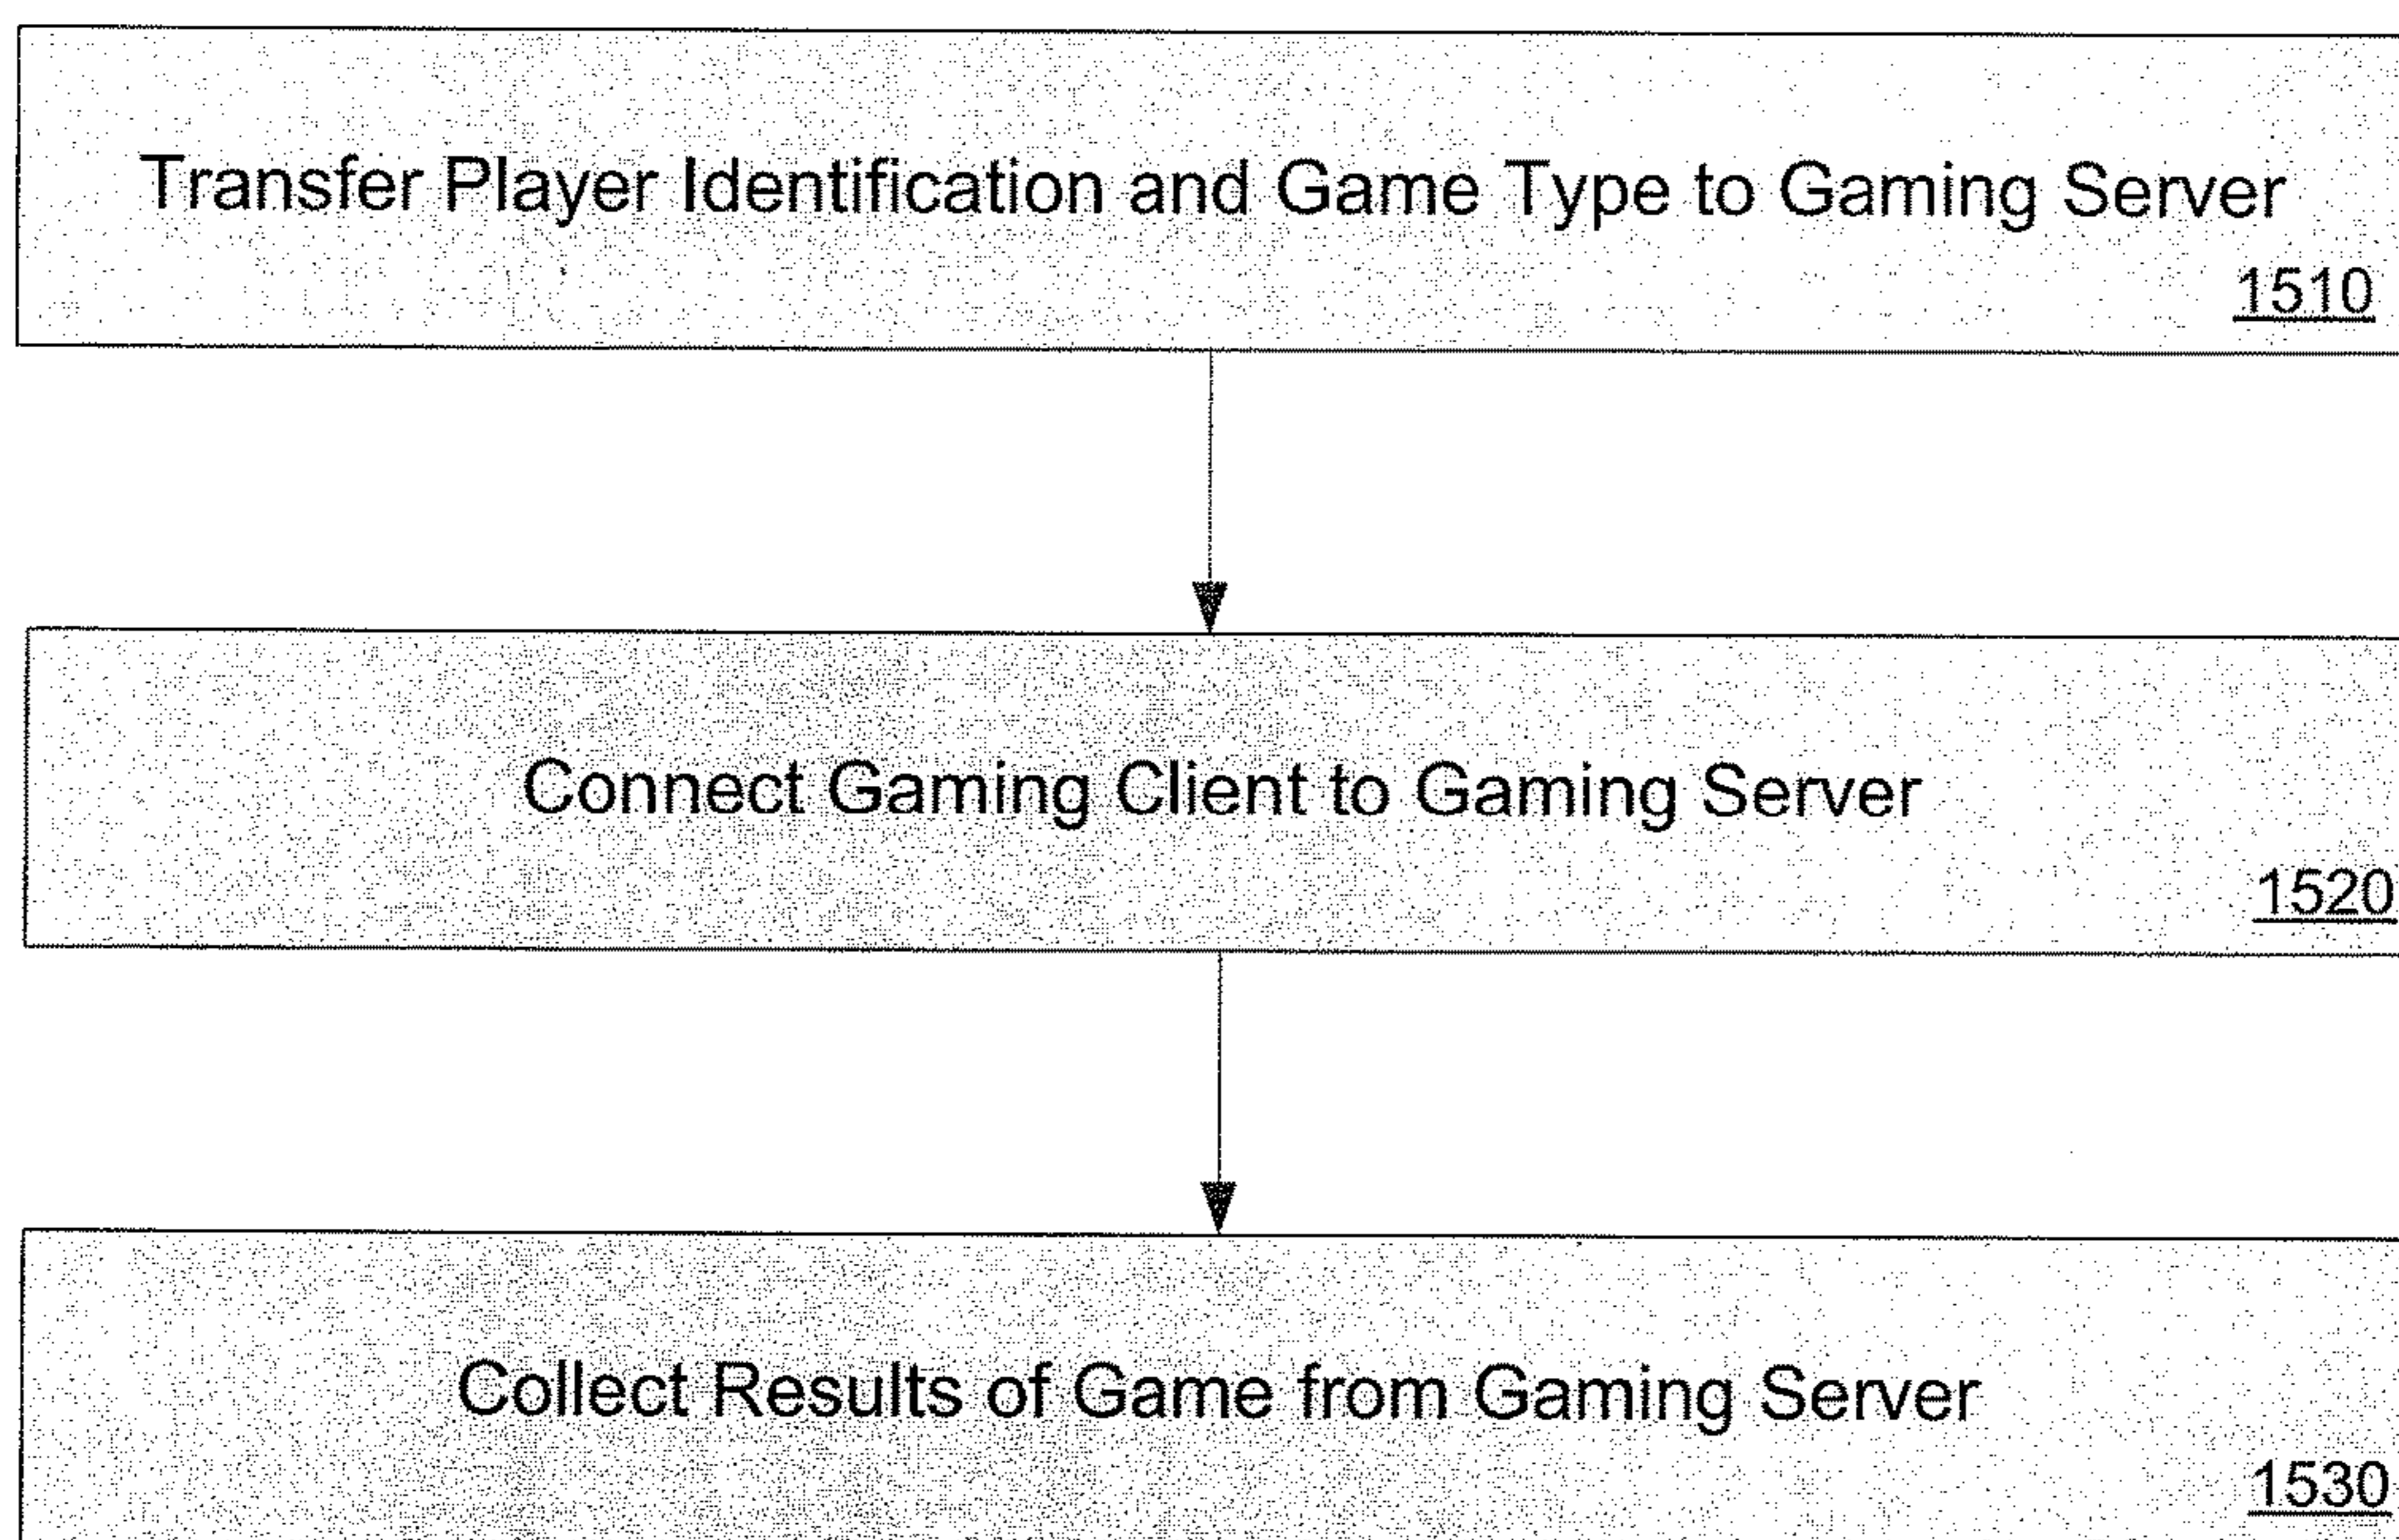 Transfer Player Identification and Game Type to Gaming Server
1510
Connect Gaming Client to Gaming Server
1520
Collect Results of Game from Gaming Server
1530